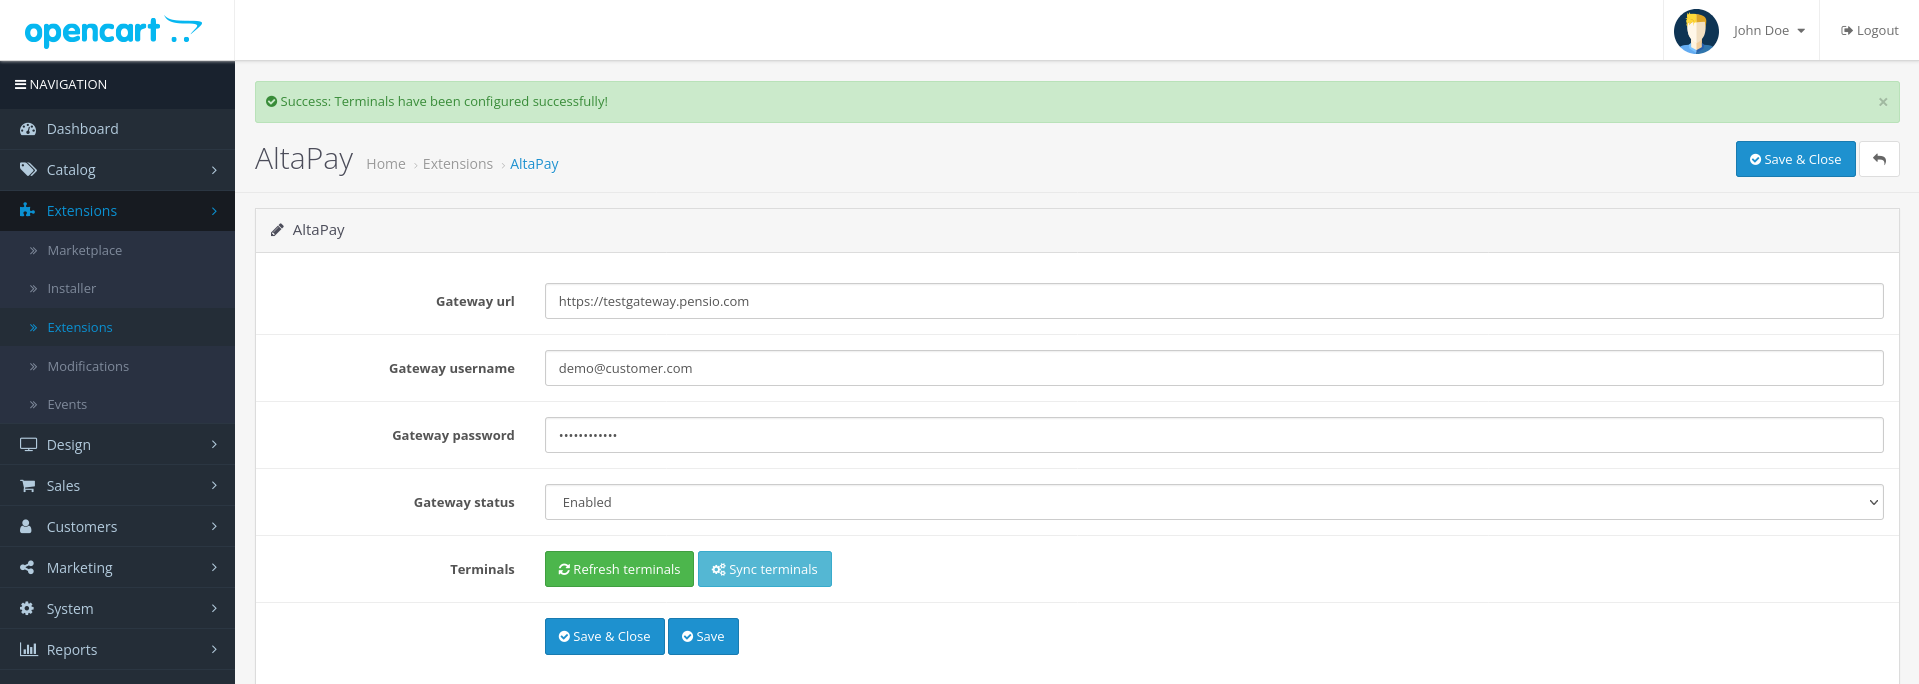 opencart
John Doe
Logout
NAVIGATION
Dashboard
Catalog
Extensions
Marketplace
Installer
Extensions
Modifications
Events
Design
Sales
Customers
Marketing
System
Reports
Success: Terminals have been configured successfully!
×
AltaPay
Home › Extensions › AltaPay
Save & Close
AltaPay
Gateway url
https://testgateway.pensio.com
Gateway username
demo@customer.com
Gateway password
••••••••••••
Gateway status
Enabled
Terminals
Refresh terminals
Sync terminals
Save & Close
Save